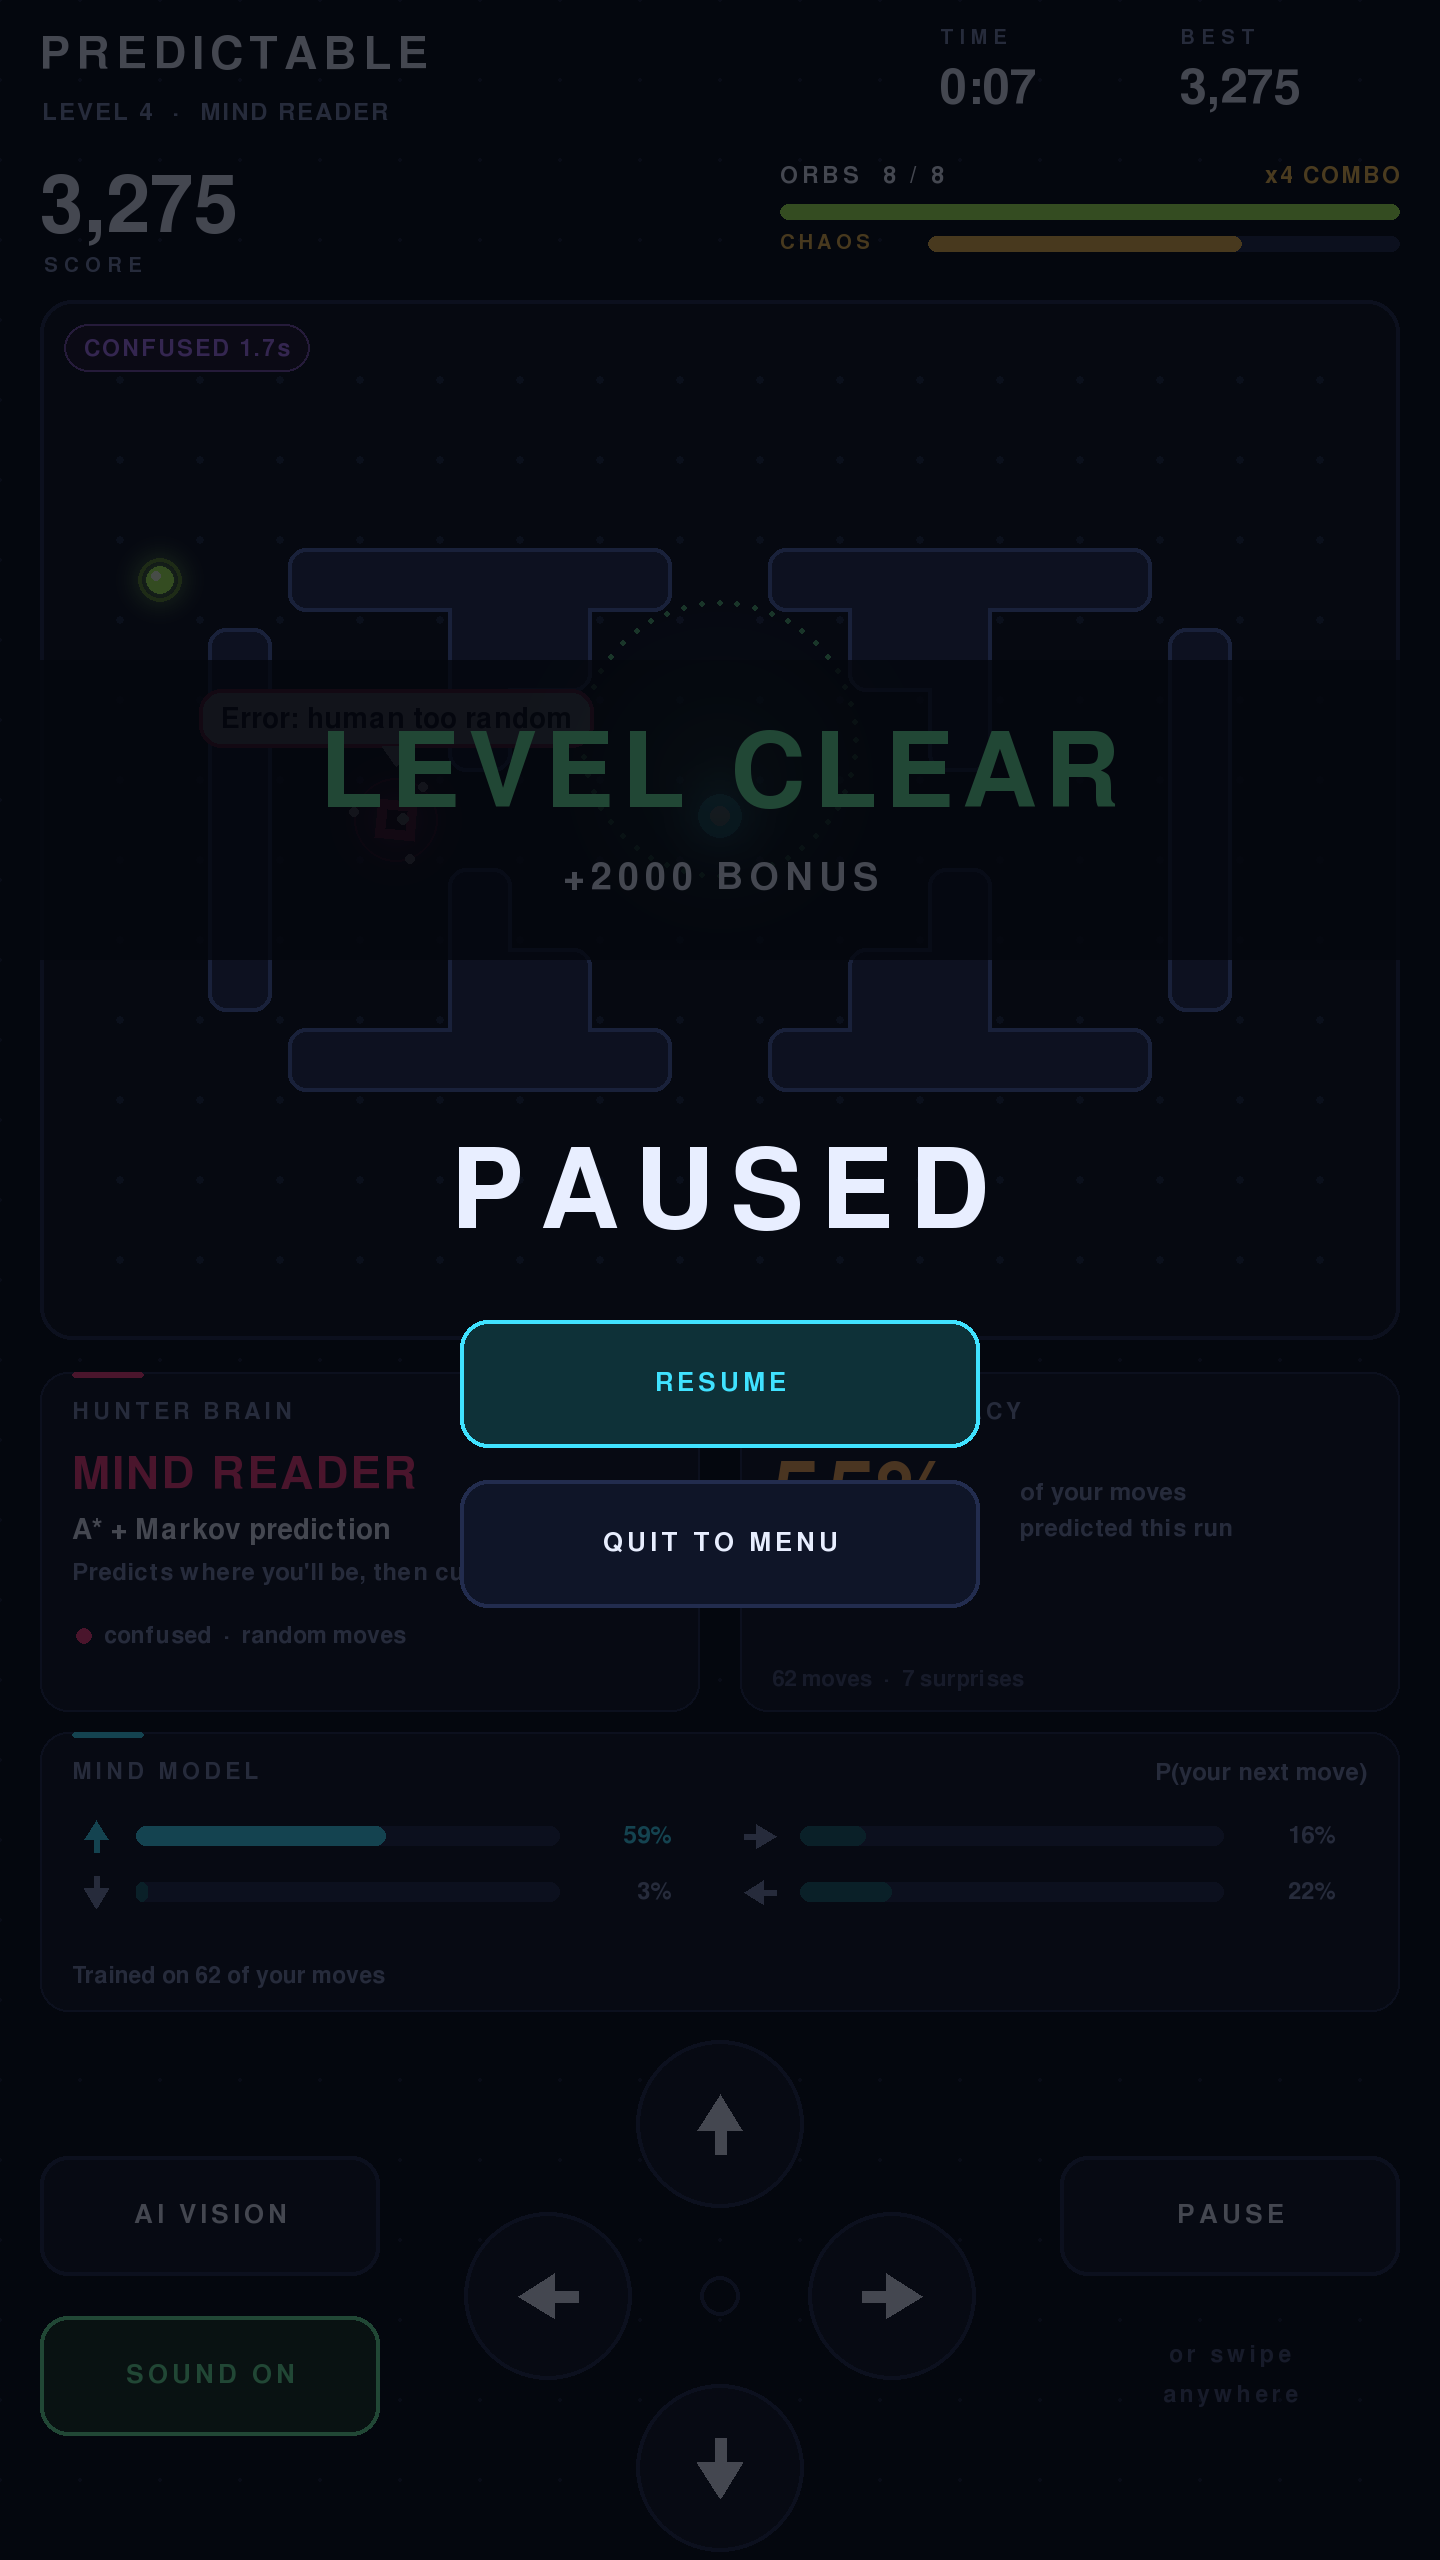 PREDICTABLE
TIME
BEST
0:07
3,275
LEVEL 4 · MIND READER
3,275
SCORE
ORBS 8 / 8
x4 COMBO
CHAOS
CONFUSED 1.7s
Error: human too random
LEVEL CLEAR
+2000 BONUS
PAUSED
RESUME
QUIT TO MENU
HUNTER BRAIN
MIND READER
A* + Markov prediction
Predicts where you'll be, then cu
confused · random moves
CY
55%
of your moves
predicted this run
62 moves · 7 surprises
MIND MODEL
P(your next move)
59%
16%
3%
22%
Trained on 62 of your moves
AI VISION
PAUSE
SOUND ON
or swipe
anywhere